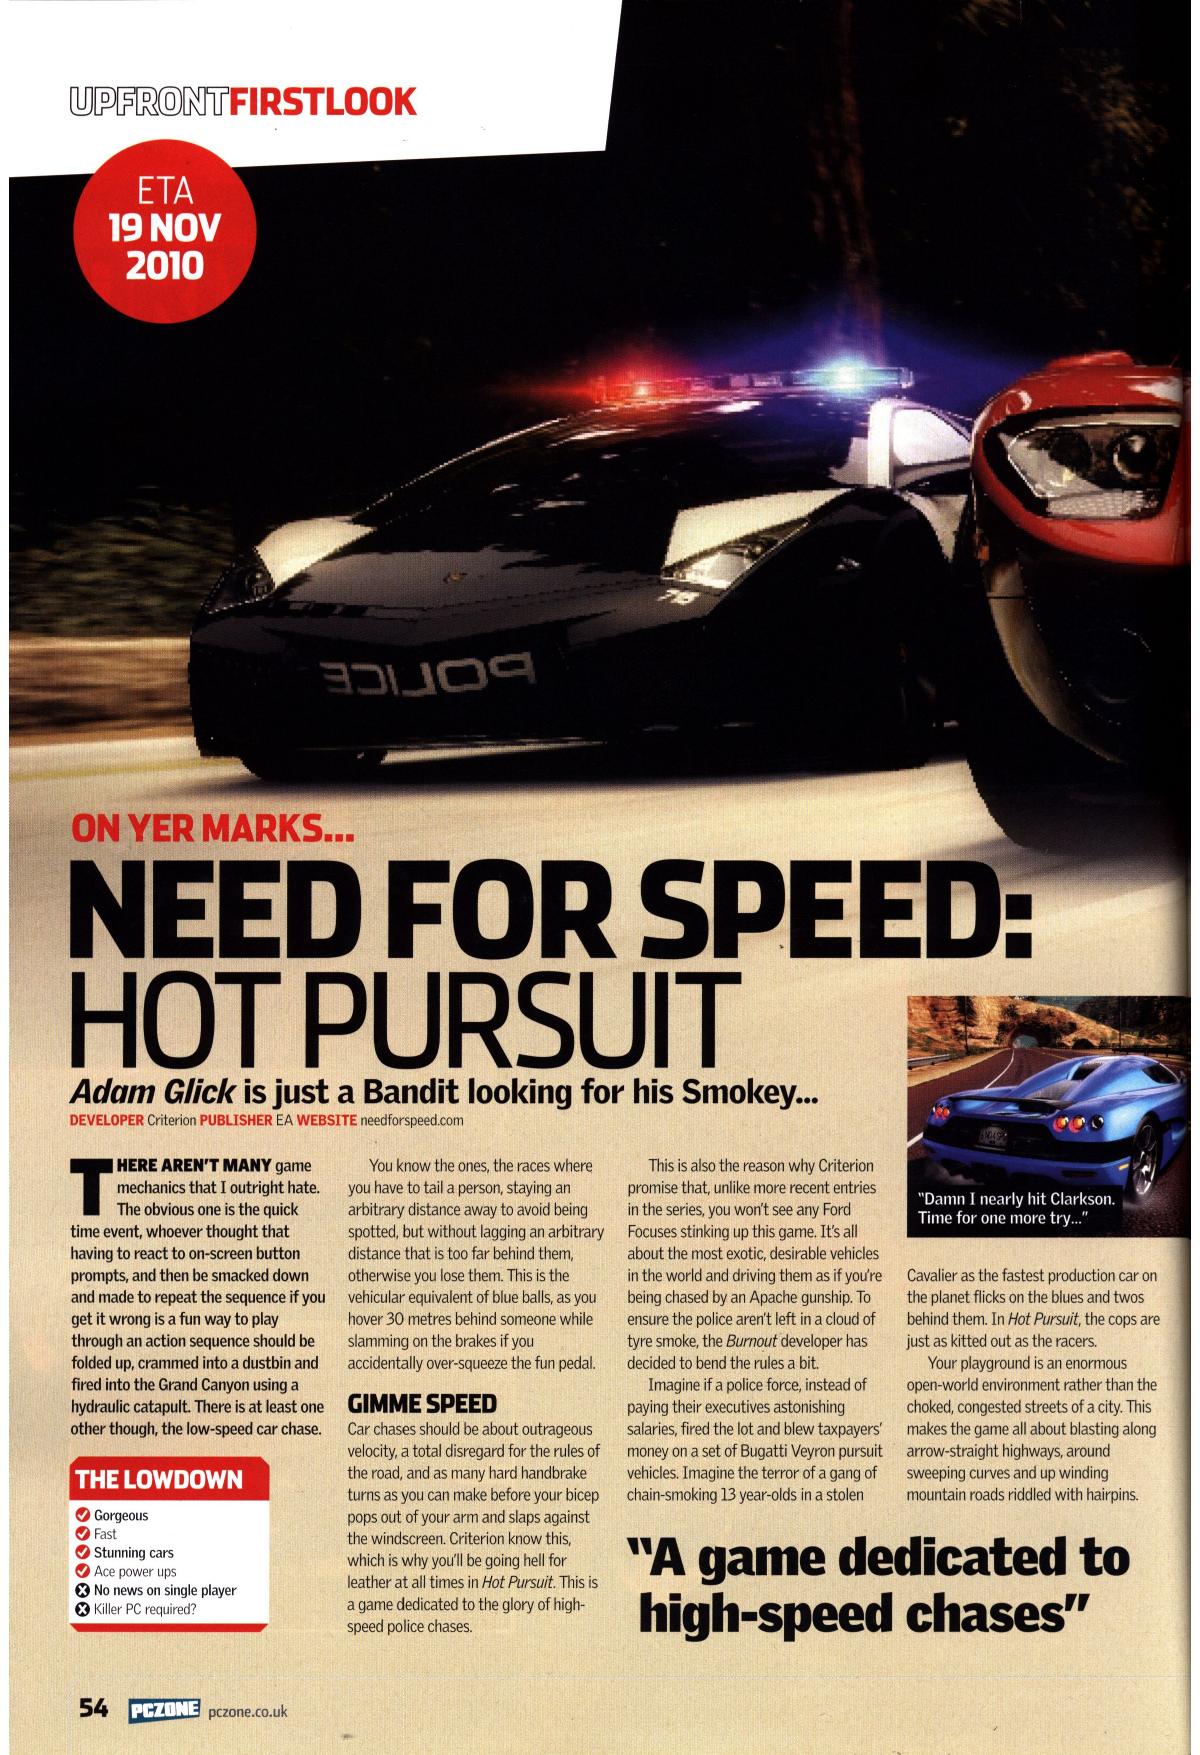 UPFRONTFIRSTLOOK
ETA
19 NOV
2010
POLICE
ON YER MARKS...
NEED FOR SPEED:
HOT PURSUIT
Adam Glick is just a Bandit looking for his Smokey...
DEVELOPER Criterion PUBLISHER EA WEBSITE needforspeed.com
THERE AREN'T MANY game
mechanics that I outright hate.
The obvious one is the quick
time event, whoever thought that
having to react to on-screen button
prompts, and then be smacked down
and made to repeat the sequence if you
get it wrong is a fun way to play
through an action sequence should be
folded up, crammed into a dustbin and
fired into the Grand Canyon using a
hydraulic catapult. There is at least one
other though, the low-speed car chase.
THE LOWDOWN
Gorgeous
Fast
Stunning cars
Ace power ups
No news on single player
Killer PC required?
You know the ones, the races where
you have to tail a person, staying an
arbitrary distance away to avoid being
spotted, but without lagging an arbitrary
distance that is too far behind them,
otherwise you lose them. This is the
vehicular equivalent of blue balls, as you
hover 30 metres behind someone while
slamming on the brakes if you
accidentally over-squeeze the fun pedal.
GIMME SPEED
Car chases should be about outrageous
velocity, a total disregard for the rules of
the road, and as many hard handbrake
turns as you can make before your bicep
pops out of your arm and slaps against
the windscreen. Criterion know this,
which is why you'll be going hell for
leather at all times in Hot Pursuit. This is
a game dedicated to the glory of high-
speed police chases.
This is also the reason why Criterion
promise that, unlike more recent entries
in the series, you won't see any Ford
Focuses stinking up this game. It's all
about the most exotic, desirable vehicles
in the world and driving them as if you're
being chased by an Apache gunship. To
ensure the police aren't left in a cloud of
tyre smoke, the Burnout developer has
decided to bend the rules a bit.
Imagine if a police force, instead of
paying their executives astonishing
salaries, fired the lot and blew taxpayers'
money on a set of Bugatti Veyron pursuit
vehicles. Imagine the terror of a gang of
chain-smoking 13 year-olds in a stolen
"Damn I nearly hit Clarkson.
Time for one more try..."
Cavalier as the fastest production car on
the planet flicks on the blues and twos
behind them. In Hot Pursuit, the cops are
just as kitted out as the racers.
Your playground is an enormous
open-world environment rather than the
choked, congested streets of a city. This
makes the game all about blasting along
arrow-straight highways, around
sweeping curves and up winding
mountain roads riddled with hairpins.
"A game dedicated to
high-speed chases"
54 PCZONE pczone.co.uk